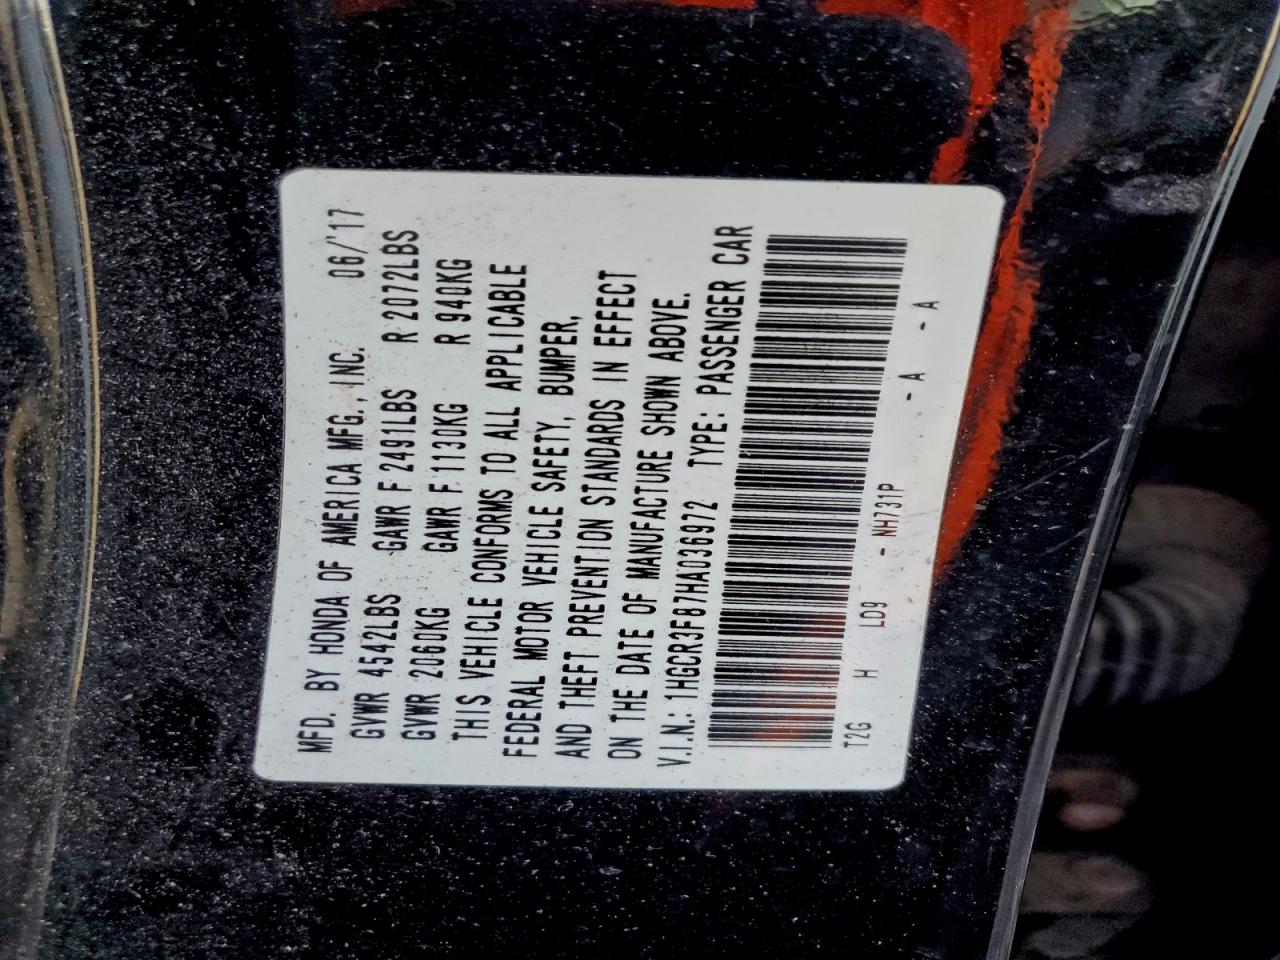 MFD. BY HONDA OF AMERICA MFG., INC. 06/'17
GVWR 4542LBS GAWR F 2491LBS R 2072LBS
GVWR 2060KG GAWR F 1130KG R 940KG
THIS VEHICLE CONFORMS TO ALL APPLICABLE
FEDERAL MOTOR VEHICLE SAFETY, BUMPER,
AND THEFT PREVENTION STANDARDS IN EFFECT
ON THE DATE OF MANUFACTURE SHOWN ABOVE.
V.I.N.: 1HGCR3F87HA036972 TYPE: PASSENGER CAR
T2G H LD9 - NH731P - A - A